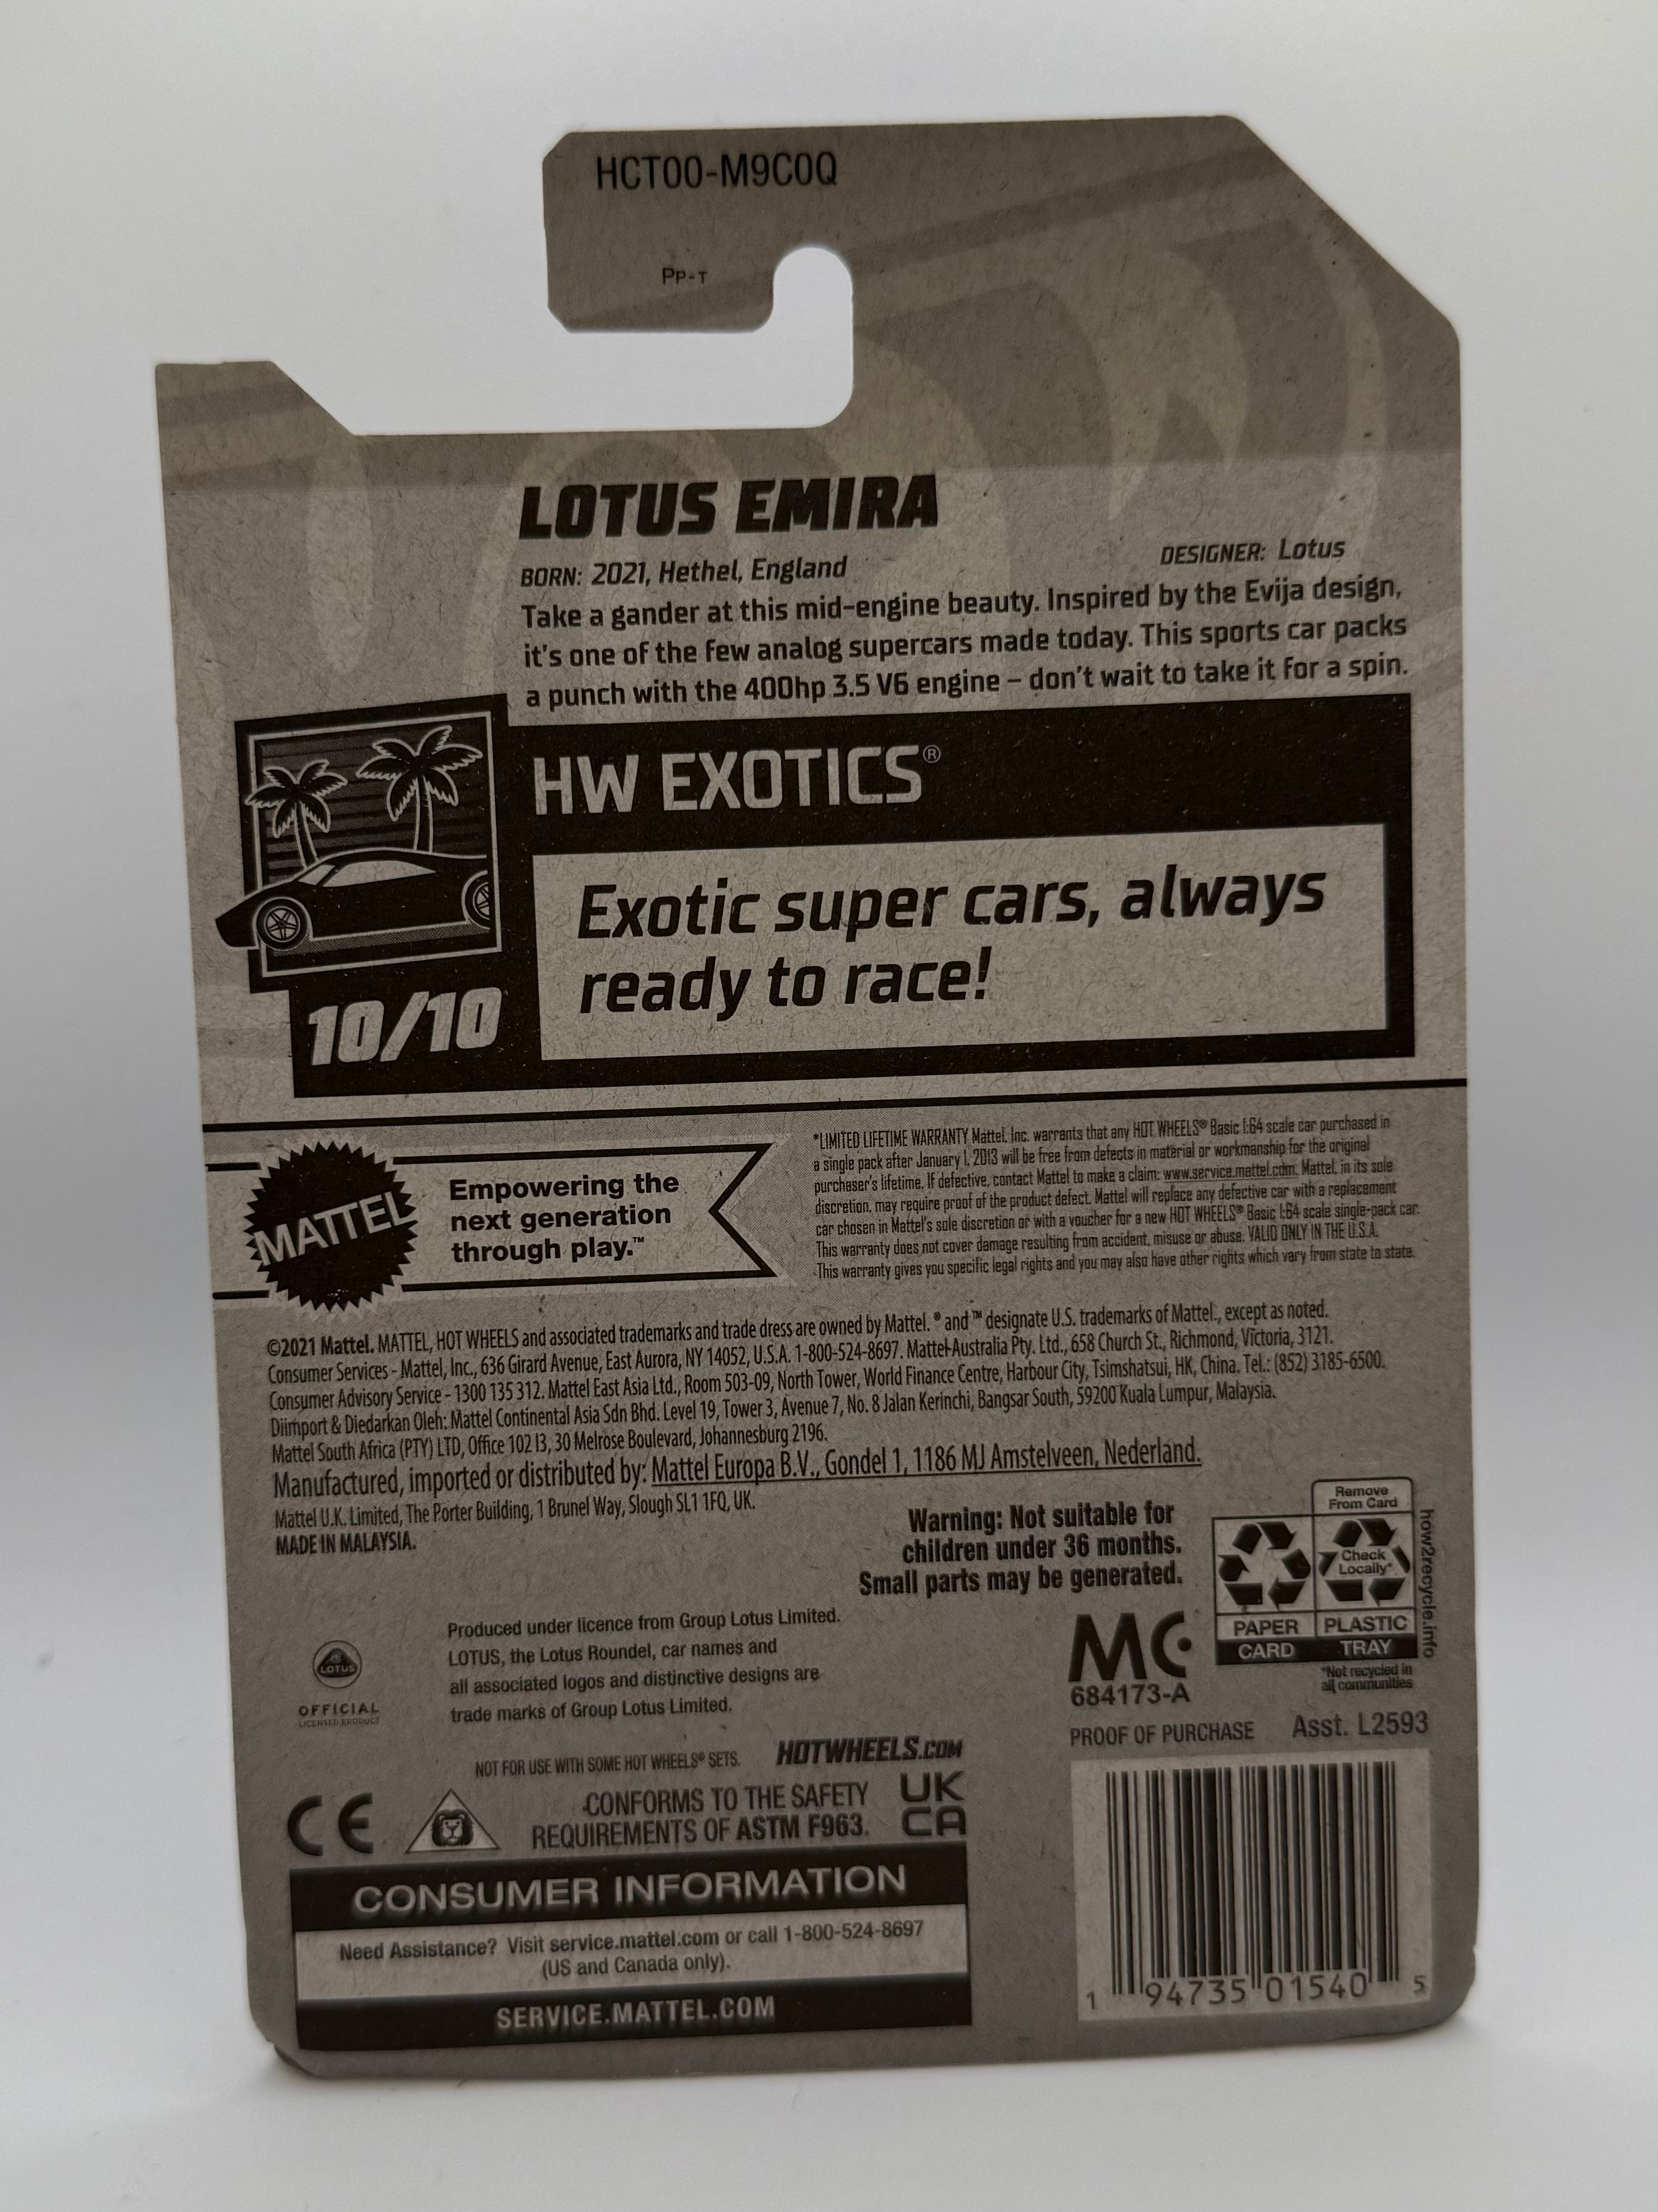 HCT00-M9C0Q
PP-T
LOTUS EMIRA
BORN: 2021, Hethel, England
DESIGNER: Lotus
Take a gander at this mid-engine beauty. Inspired by the Evija design,
it's one of the few analog supercars made today. This sports car packs
a punch with the 400hp 3.5 V6 engine – don't wait to take it for a spin.
HW EXOTICS®
Exotic super cars, always
ready to race!
10/10
MATTEL
Empowering the
next generation
through play.™
*LIMITED LIFETIME WARRANTY Mattel, Inc. warrants that any HOT WHEELS® Basic 1:64 scale car purchased in
a single pack after January 1, 2013 will be free from defects in material or workmanship for the original
purchaser's lifetime. If defective, contact Mattel to make a claim: www.service.mattel.com. Mattel, in its sole
discretion, may require proof of the product defect. Mattel will replace any defective car with a replacement
car chosen in Mattel's sole discretion or with a voucher for a new HOT WHEELS® Basic 1:64 scale single-pack car.
This warranty does not cover damage resulting from accident, misuse or abuse. VALID ONLY IN THE U.S.A.
This warranty gives you specific legal rights and you may also have other rights which vary from state to state.
©2021 Mattel. MATTEL, HOT WHEELS and associated trademarks and trade dress are owned by Mattel. ® and ™ designate U.S. trademarks of Mattel, except as noted.
Consumer Services - Mattel, Inc., 636 Girard Avenue, East Aurora, NY 14052, U.S.A. 1-800-524-8697. Mattel Australia Pty. Ltd., 658 Church St., Richmond, Victoria, 3121.
Consumer Advisory Service - 1300 135 312. Mattel East Asia Ltd., Room 503-09, North Tower, World Finance Centre, Harbour City, Tsimshatsui, HK, China. Tel.: (852) 3185-6500.
Diimport & Diedarkan Oleh: Mattel Continental Asia Sdn Bhd. Level 19, Tower 3, Avenue 7, No. 8 Jalan Kerinchi, Bangsar South, 59200 Kuala Lumpur, Malaysia.
Mattel South Africa (PTY) LTD, Office 102 I3, 30 Melrose Boulevard, Johannesburg 2196.
Manufactured, imported or distributed by: Mattel Europa B.V., Gondel 1, 1186 MJ Amstelveen, Nederland.
Mattel U.K. Limited, The Porter Building, 1 Brunel Way, Slough SL1 1FQ, UK.
MADE IN MALAYSIA.
Warning: Not suitable for
children under 36 months.
Small parts may be generated.
Remove
From Card
Check
Locally*
PAPER
PLASTIC
CARD
TRAY
*Not recycled in
all communities
how2recycle.info
LOTUS
OFFICIAL
LICENSED PRODUCT
Produced under licence from Group Lotus Limited.
LOTUS, the Lotus Roundel, car names and
all associated logos and distinctive designs are
trade marks of Group Lotus Limited.
MC
684173-A
PROOF OF PURCHASE
Asst. L2593
NOT FOR USE WITH SOME HOT WHEELS® SETS.
HOTWHEELS.COM
CE
CONFORMS TO THE SAFETY
REQUIREMENTS OF ASTM F963.
UK
CA
CONSUMER INFORMATION
Need Assistance? Visit service.mattel.com or call 1-800-524-8697
(US and Canada only).
SERVICE.MATTEL.COM
1 94735 01540 5